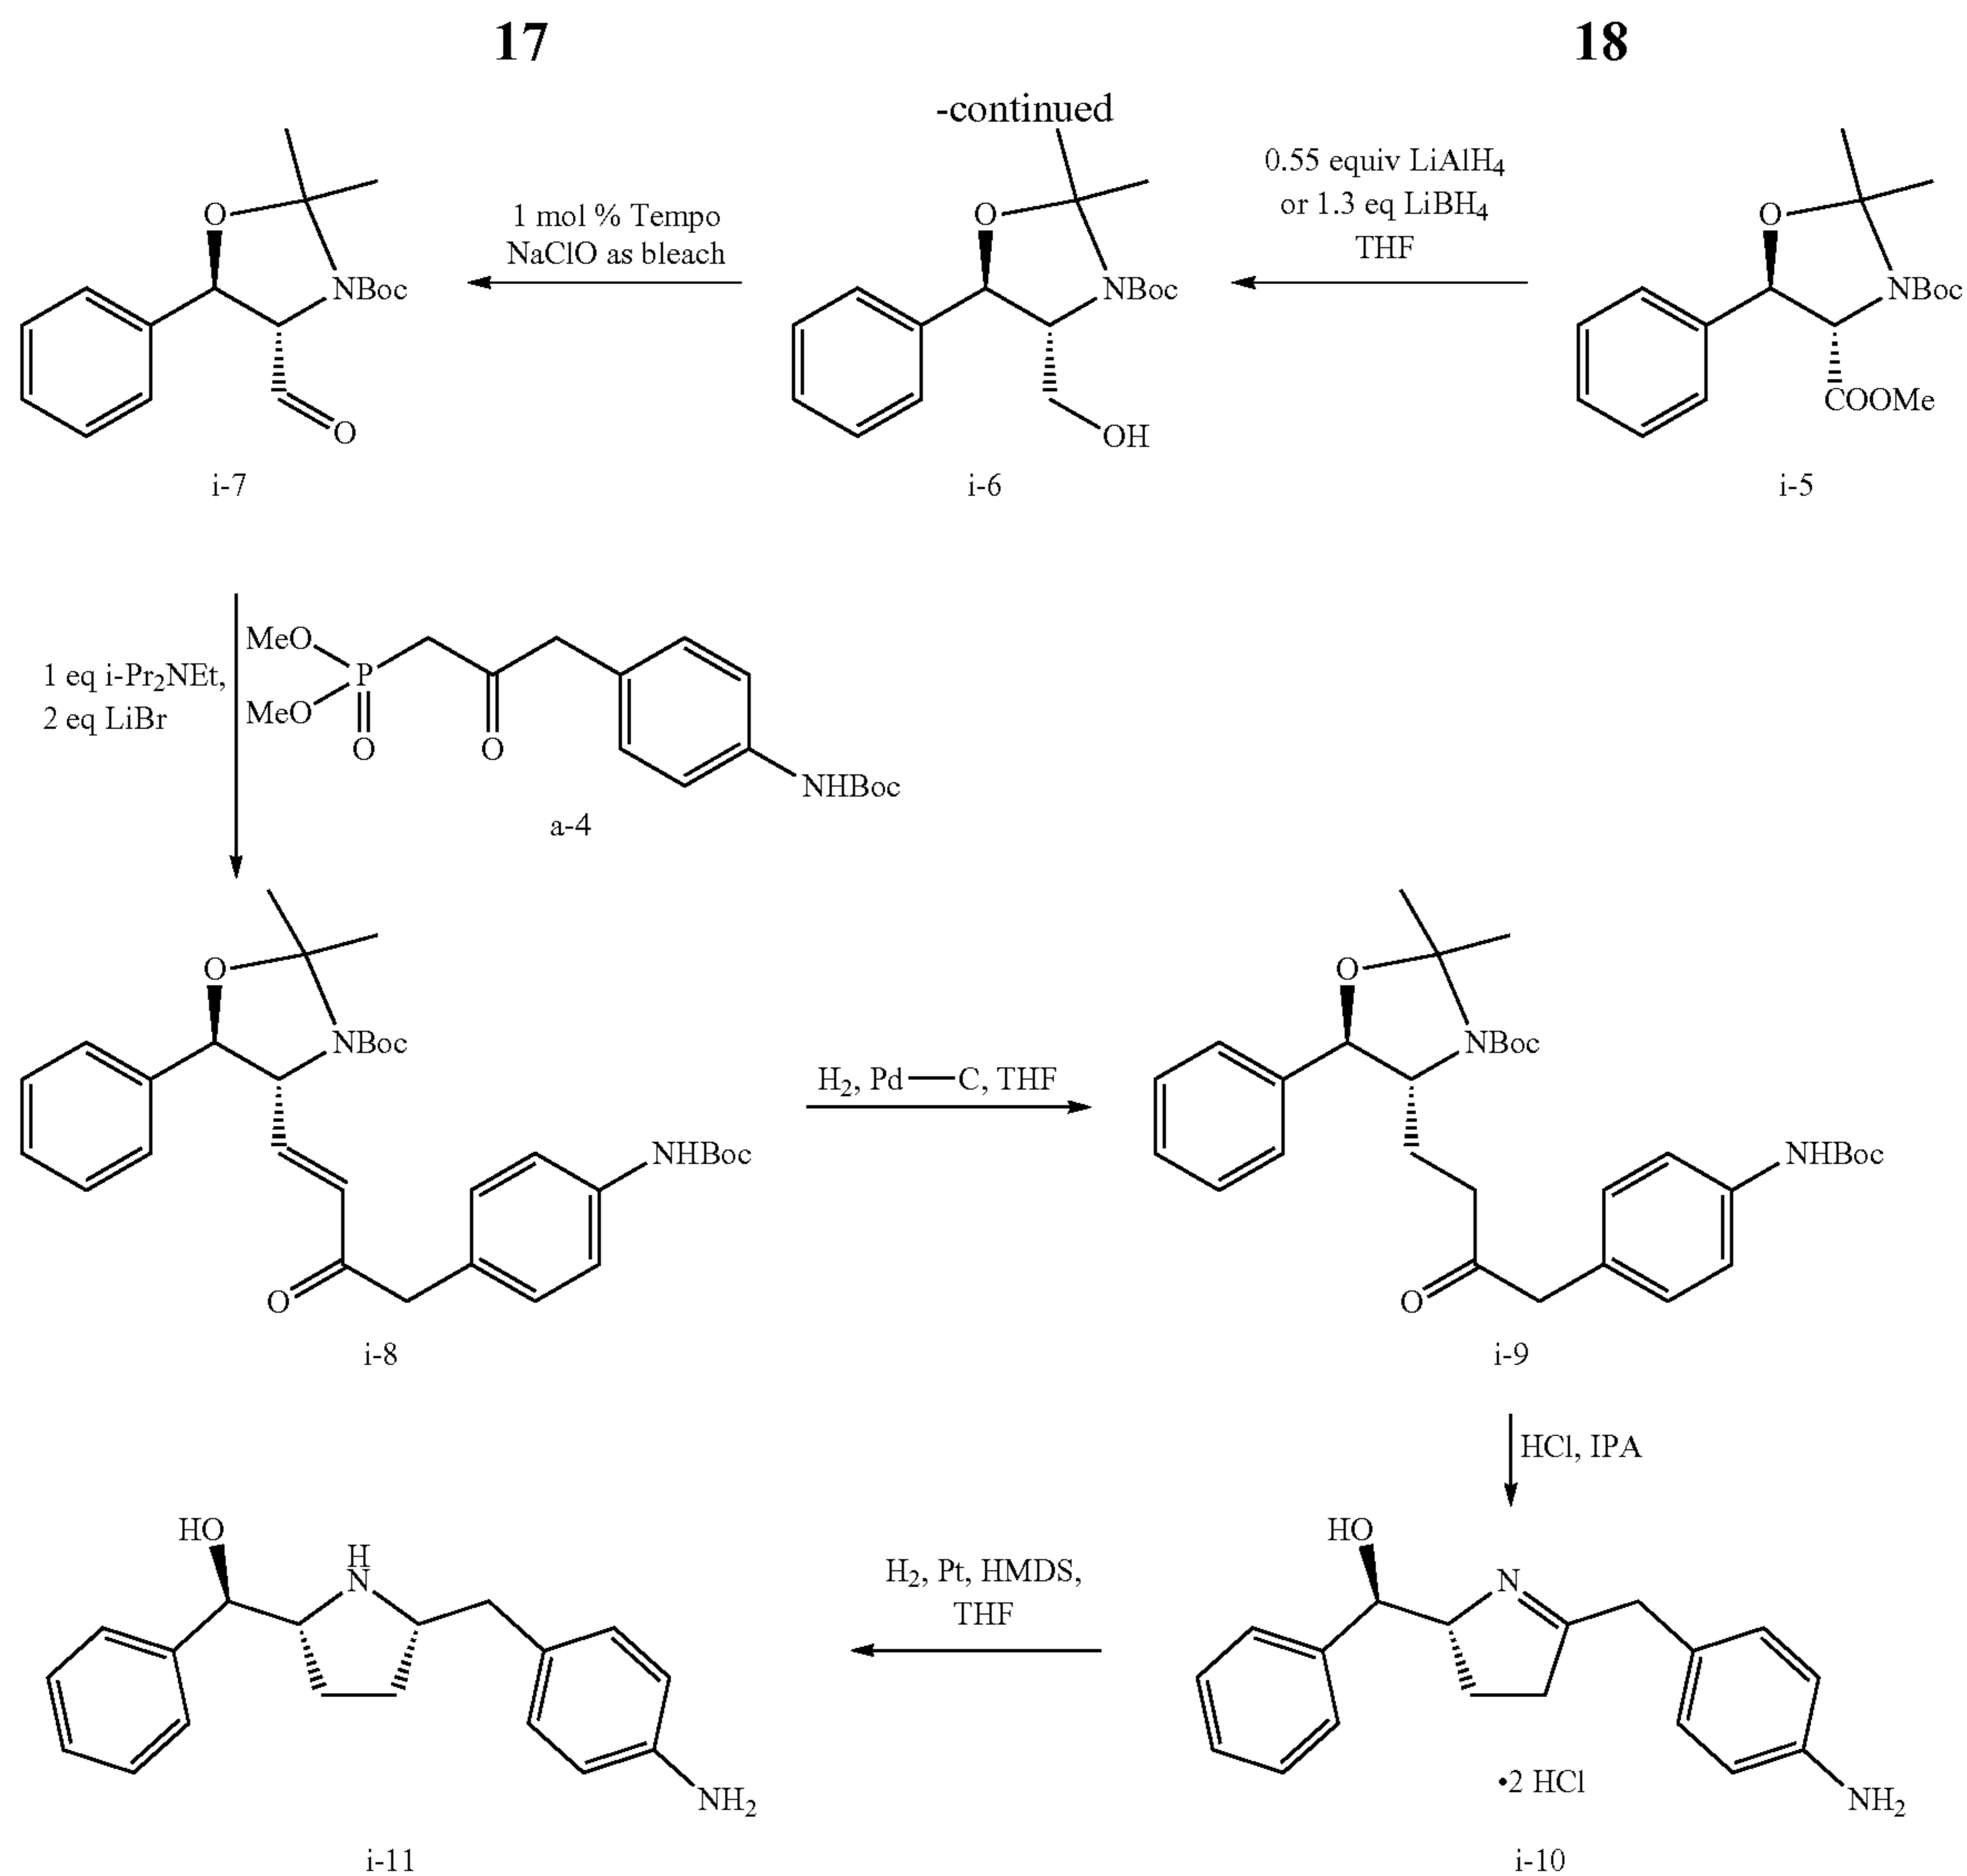 17
18
-continued
O
NBoc
O
i-7
1 mol % Tempo
NaClO as bleach
O
NBoc
OH
i-6
0.55 equiv LiAlH4
or 1.3 eq LiBH4
THF
O
NBoc
COOMe
i-5
1 eq i-Pr2NEt,
2 eq LiBr
MeO
P
MeO
O
O
NHBoc
a-4
O
NBoc
NHBoc
O
i-8
H2, Pd—C, THF
O
NBoc
NHBoc
O
i-9
HCl, IPA
HO
H
N
NH2
i-11
H2, Pt, HMDS,
THF
HO
N
•2 HCl
NH2
i-10